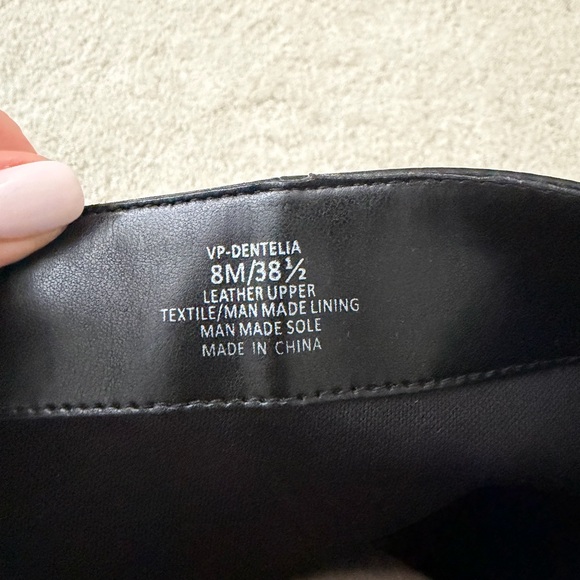 VP-DENTELIA
8M/38½
LEATHER UPPER
TEXTILE/MAN MADE LINING
MAN MADE SOLE
MADE IN CHINA